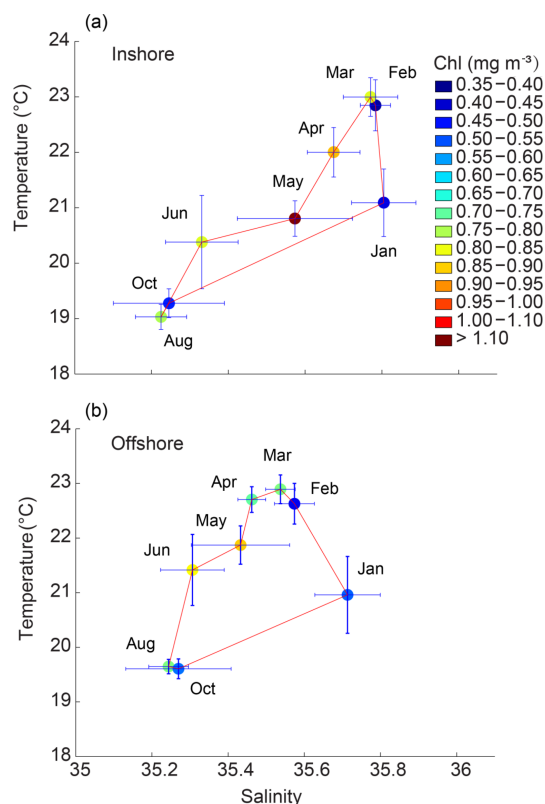 (a)
Inshore
Temperature (°C)
24
23
22
21
20
19
18
Mar
Feb
Apr
May
Jun
Jan
Oct
Aug
Chl (mg m⁻³)
0.35−0.40
0.40−0.45
0.45−0.50
0.50−0.55
0.55−0.60
0.60−0.65
0.65−0.70
0.70−0.75
0.75−0.80
0.80−0.85
0.85−0.90
0.90−0.95
0.95−1.00
1.00−1.10
> 1.10
(b)
Offshore
Temperature (°C)
24
23
22
21
20
19
18
Mar
Apr
Feb
May
Jun
Jan
Aug
Oct
35
35.2
35.4
35.6
35.8
36
Salinity